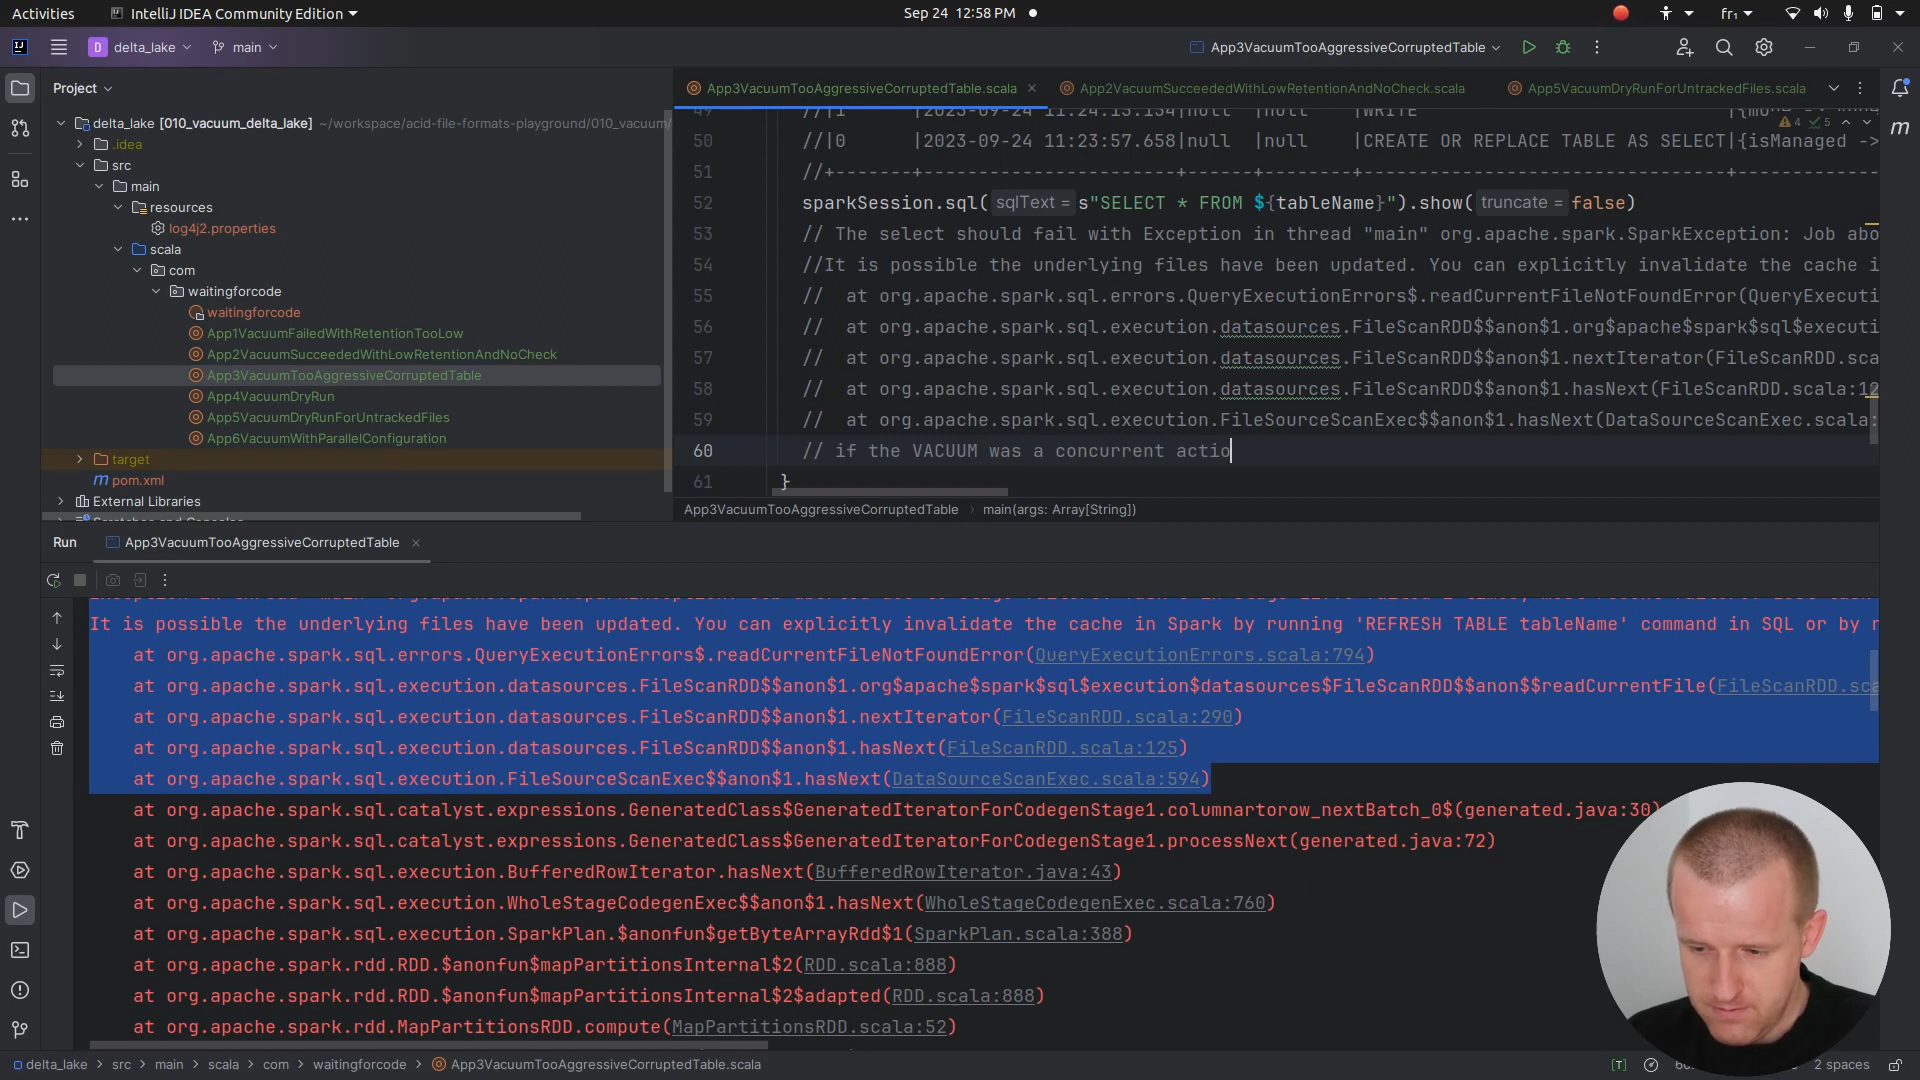 Activities
IntelliJ IDEA Community Edition
Sep 24 12:58 PM
fr₁
D
delta_lake
main
App3VacuumTooAggressiveCorruptedTable
Project
App3VacuumTooAggressiveCorruptedTable.scala
App2VacuumSucceededWithLowRetentionAndNoCheck.scala
App5VacuumDryRunForUntrackedFiles.scala
delta_lake [010_vacuum_delta_lake] ~/workspace/acid-file-formats-playground/010_vacuum/
.idea
src
main
resources
log4j2.properties
scala
com
waitingforcode
waitingforcode
App1VacuumFailedWithRetentionTooLow
App2VacuumSucceededWithLowRetentionAndNoCheck
App3VacuumTooAggressiveCorruptedTable
App4VacuumDryRun
App5VacuumDryRunForUntrackedFiles
App6VacuumWithParallelConfiguration
target
pom.xml
External Libraries
4 5
49 //|1 |2023-09-24 11:24:15.134|null |null |WRITE
50 //|0 |2023-09-24 11:23:57.658|null |null |CREATE OR REPLACE TABLE AS SELECT|{isManaged ->
51 //+-------+-----------------------+------+--------+---------------------------------+-------------
52 sparkSession.sql( sqlText = s"SELECT * FROM ${tableName}").show( truncate = false)
53 // The select should fail with Exception in thread "main" org.apache.spark.SparkException: Job abo
54 //It is possible the underlying files have been updated. You can explicitly invalidate the cache i
55 // at org.apache.spark.sql.errors.QueryExecutionErrors$.readCurrentFileNotFoundError(QueryExecuti
56 // at org.apache.spark.sql.execution.datasources.FileScanRDD$$anon$1.org$apache$spark$sql$executi
57 // at org.apache.spark.sql.execution.datasources.FileScanRDD$$anon$1.nextIterator(FileScanRDD.sca
58 // at org.apache.spark.sql.execution.datasources.FileScanRDD$$anon$1.hasNext(FileScanRDD.scala:12
59 // at org.apache.spark.sql.execution.FileSourceScanExec$$anon$1.hasNext(DataSourceScanExec.scala:
60 // if the VACUUM was a concurrent actio
61 }
App3VacuumTooAggressiveCorruptedTable main(args: Array[String])
Run
App3VacuumTooAggressiveCorruptedTable
It is possible the underlying files have been updated. You can explicitly invalidate the cache in Spark by running 'REFRESH TABLE tableName' command in SQL or by r
at org.apache.spark.sql.errors.QueryExecutionErrors$.readCurrentFileNotFoundError(QueryExecutionErrors.scala:794)
at org.apache.spark.sql.execution.datasources.FileScanRDD$$anon$1.org$apache$spark$sql$execution$datasources$FileScanRDD$$anon$$readCurrentFile(FileScanRDD.sca
at org.apache.spark.sql.execution.datasources.FileScanRDD$$anon$1.nextIterator(FileScanRDD.scala:290)
at org.apache.spark.sql.execution.datasources.FileScanRDD$$anon$1.hasNext(FileScanRDD.scala:125)
at org.apache.spark.sql.execution.FileSourceScanExec$$anon$1.hasNext(DataSourceScanExec.scala:594)
at org.apache.spark.sql.catalyst.expressions.GeneratedClass$GeneratedIteratorForCodegenStage1.columnartorow_nextBatch_0$(generated.java:30)
at org.apache.spark.sql.catalyst.expressions.GeneratedClass$GeneratedIteratorForCodegenStage1.processNext(generated.java:72)
at org.apache.spark.sql.execution.BufferedRowIterator.hasNext(BufferedRowIterator.java:43)
at org.apache.spark.sql.execution.WholeStageCodegenExec$$anon$1.hasNext(WholeStageCodegenExec.scala:760)
at org.apache.spark.sql.execution.SparkPlan.$anonfun$getByteArrayRdd$1(SparkPlan.scala:388)
at org.apache.spark.rdd.RDD.$anonfun$mapPartitionsInternal$2(RDD.scala:888)
at org.apache.spark.rdd.RDD.$anonfun$mapPartitionsInternal$2$adapted(RDD.scala:888)
at org.apache.spark.rdd.MapPartitionsRDD.compute(MapPartitionsRDD.scala:52)
delta_lake > src > main > scala > com > waitingforcode > App3VacuumTooAggressiveCorruptedTable.scala
2 spaces